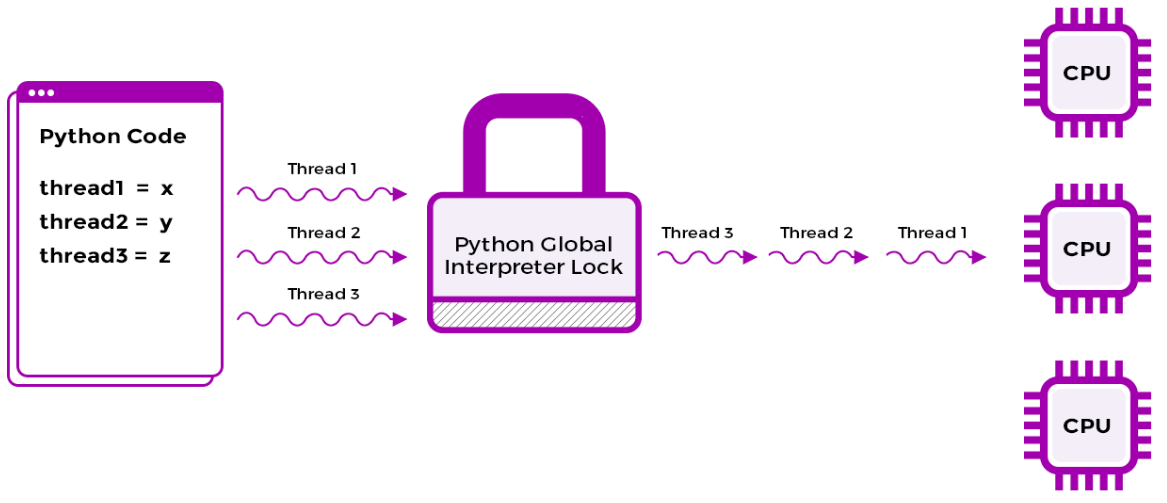 Python Code
thread1 = x
thread2 = y
thread3 = z
Thread 1
Thread 2
Thread 3
Python Global
Interpreter Lock
Thread 3
Thread 2
Thread 1
CPU
CPU
CPU